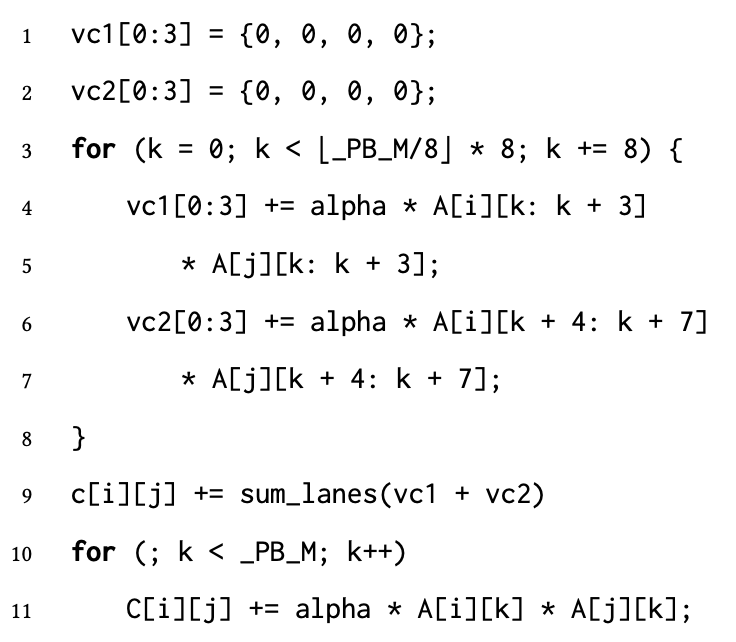 1 vc1[0:3] = {0, 0, 0, 0};
2 vc2[0:3] = {0, 0, 0, 0};
3 for (k = 0; k < ⌊_PB_M/8⌋ * 8; k += 8) {
4 vc1[0:3] += alpha * A[i][k: k + 3]
5 * A[j][k: k + 3];
6 vc2[0:3] += alpha * A[i][k + 4: k + 7]
7 * A[j][k + 4: k + 7];
8 }
9 c[i][j] += sum_lanes(vc1 + vc2)
10 for (; k < _PB_M; k++)
11 C[i][j] += alpha * A[i][k] * A[j][k];